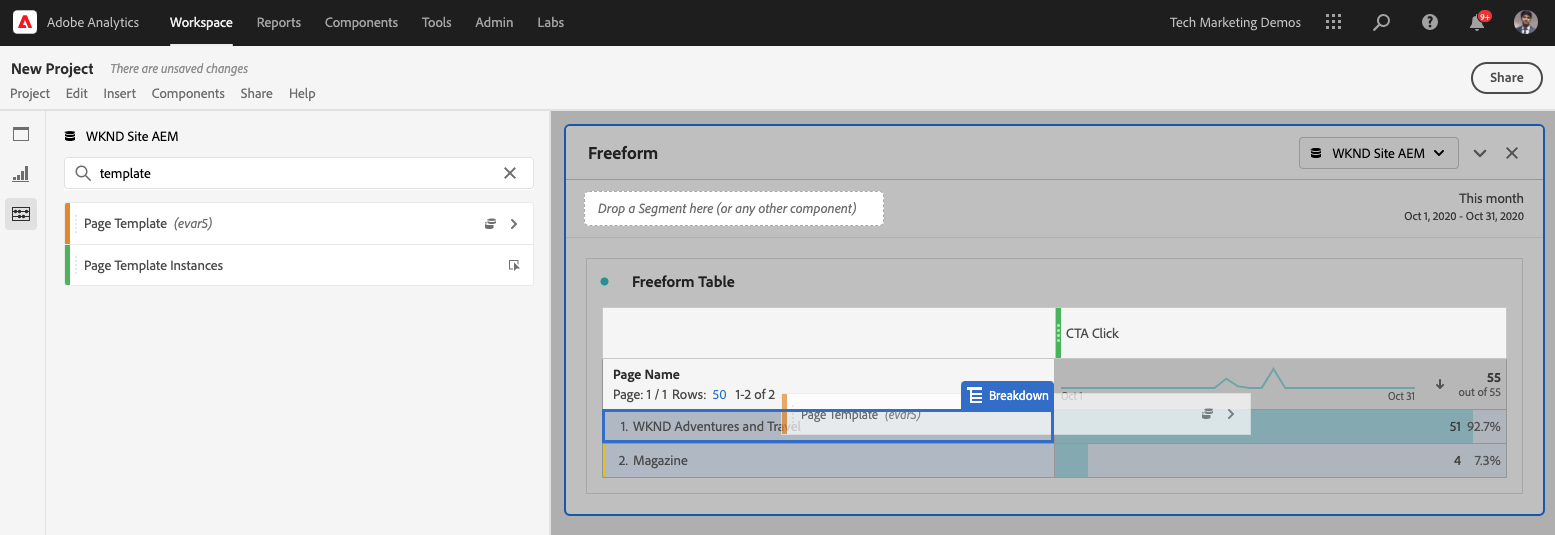 Adobe Analytics Workspace Reports Components Tools Admin Labs Tech Marketing Demos 9+
New Project There are unsaved changes
Project Edit Insert Components Share Help
Share
WKND Site AEM
template
Page Template (evar5)
Page Template Instances
Freeform
WKND Site AEM
Drop a Segment here (or any other component)
This month
Oct 1, 2020 - Oct 31, 2020
Freeform Table
CTA Click
Page Name
Page: 1 / 1 Rows: 50 1-2 of 2
Breakdown
Oct 1
Oct 31
55
out of 55
Page Template (evar5)
1. WKND Adventures and Travel
51 92.7%
2. Magazine
4 7.3%